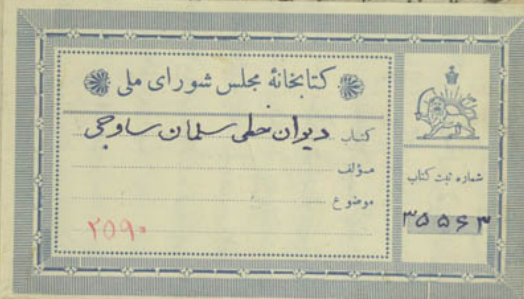 کتابخانهٔ مجلس شورای ملی
کتاب دیوان خطی سلمان ساوجی
مؤلف
موضوع
شماره ثبت کتاب
۳۵۵۶۳
۲۵۹۰